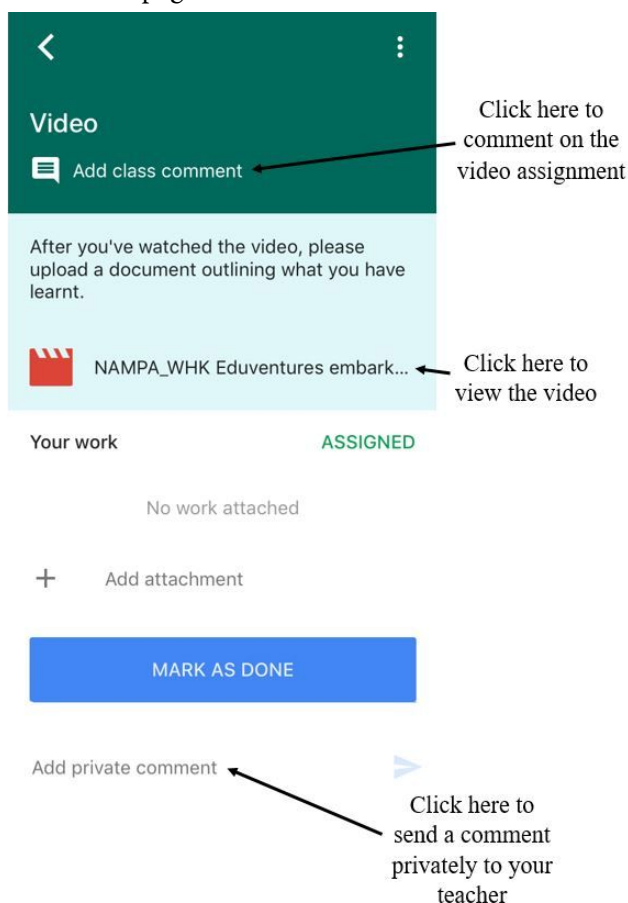 Video
Add class comment
Click here to
comment on the
video assignment
After you've watched the video, please
upload a document outlining what you have
learnt.
NAMPA_WHK Eduventures embark...
Click here to
view the video
Your work ASSIGNED
No work attached
+ Add attachment
MARK AS DONE
Add private comment
Click here to
send a comment
privately to your
teacher